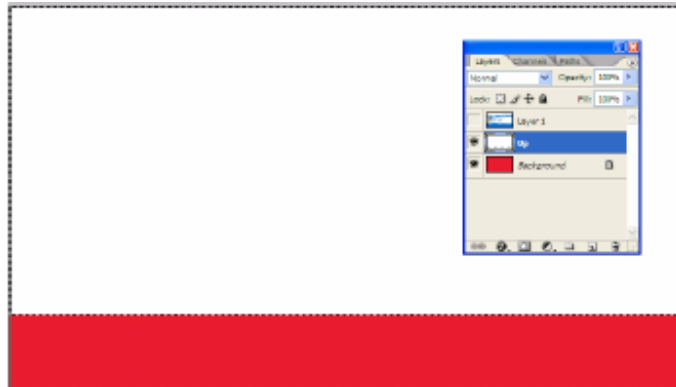 Layers Channels Paths
Normal Opacity: 100%
Lock: Fill: 100%
Layer 1
Up
Background